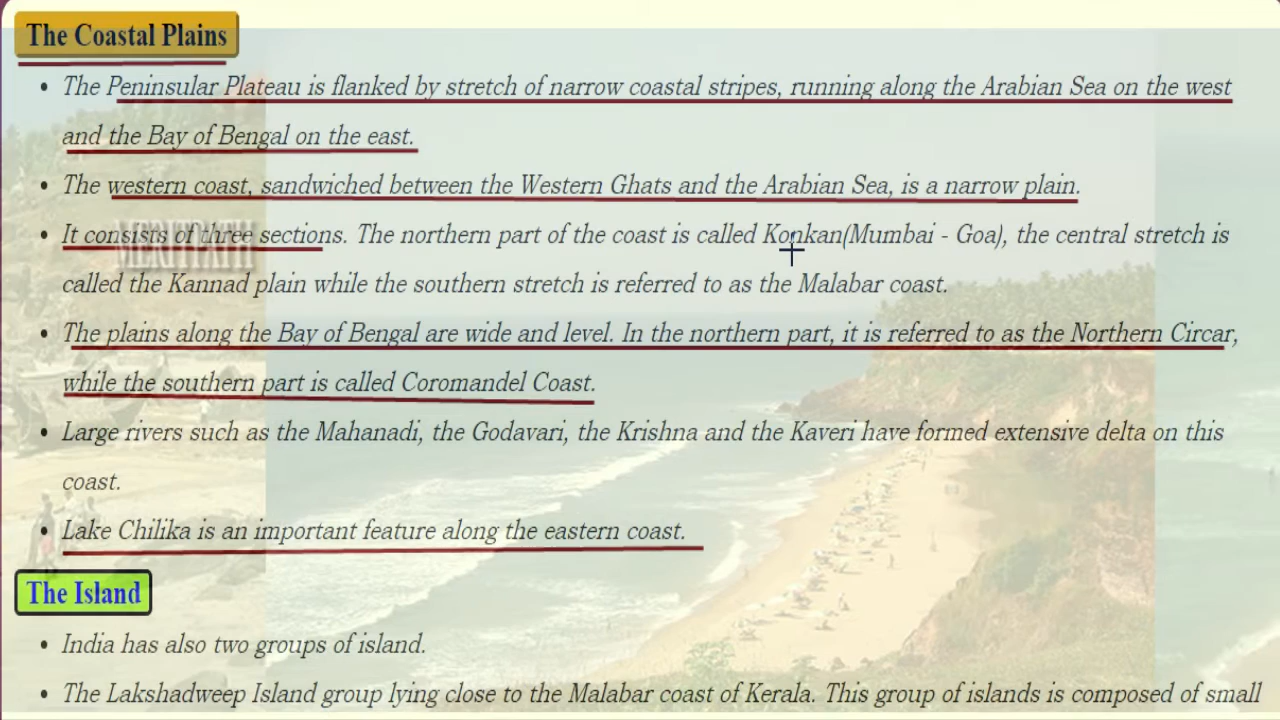 The Coastal Plains
• The Peninsular Plateau is flanked by stretch of narrow coastal stripes, running along the Arabian Sea on the west
and the Bay of Bengal on the east.
• The western coast, sandwiched between the Western Ghats and the Arabian Sea, is a narrow plain.
• It consists of three sections. The northern part of the coast is called Konkan(Mumbai - Goa), the central stretch is
called the Kannad plain while the southern stretch is referred to as the Malabar coast.
• The plains along the Bay of Bengal are wide and level. In the northern part, it is referred to as the Northern Circar,
while the southern part is called Coromandel Coast.
• Large rivers such as the Mahanadi, the Godavari, the Krishna and the Kaveri have formed extensive delta on this
coast.
• Lake Chilika is an important feature along the eastern coast.
The Island
• India has also two groups of island.
• The Lakshadweep Island group lying close to the Malabar coast of Kerala. This group of islands is composed of small